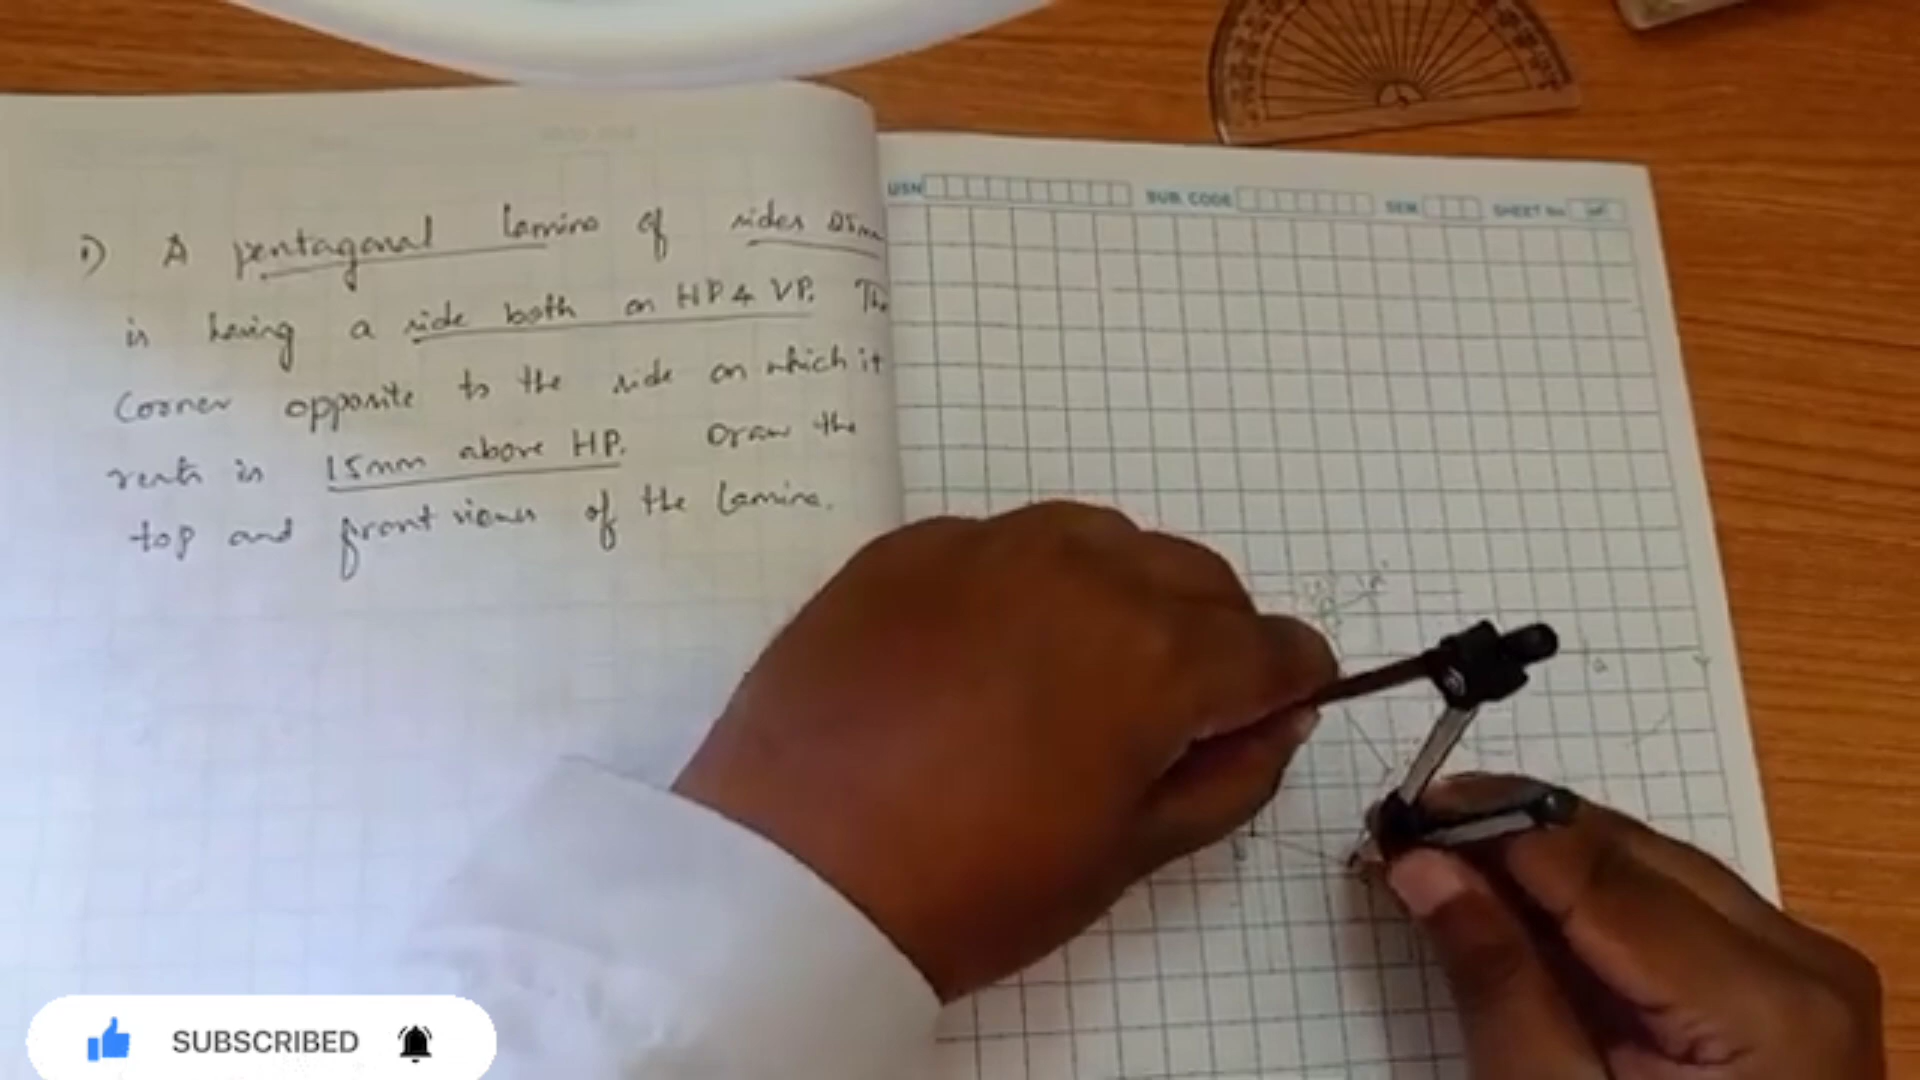 1) A pentagonal lamina of sides 25mm
is having a side both on HP & VP. The
Corner opposite to the side on which it
rests is 15mm above HP. Draw the
top and front views of the lamina.
USN SUB. CODE SEM SHEET No
SUBSCRIBED